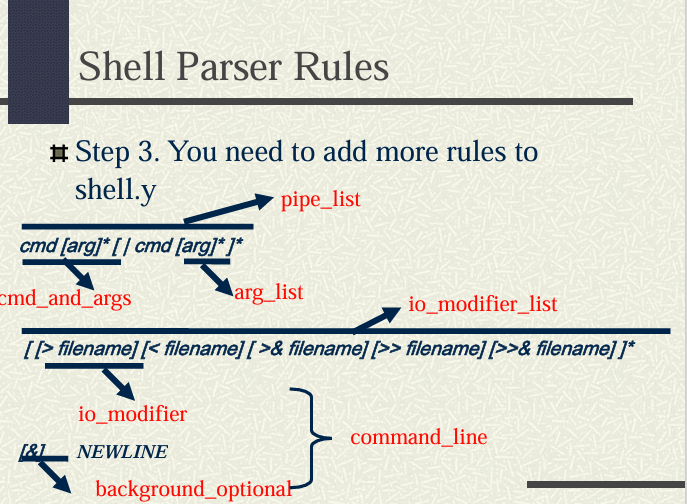 Shell Parser Rules
Step 3. You need to add more rules to
shell.y
pipe_list
cmd [arg]* [ | cmd [arg]* ]*
cmd_and_args
arg_list
io_modifier_list
[ [> filename] [< filename] [ >& filename] [>> filename] [>>& filename] ]*
io_modifier
command_line
[&] NEWLINE
background_optional